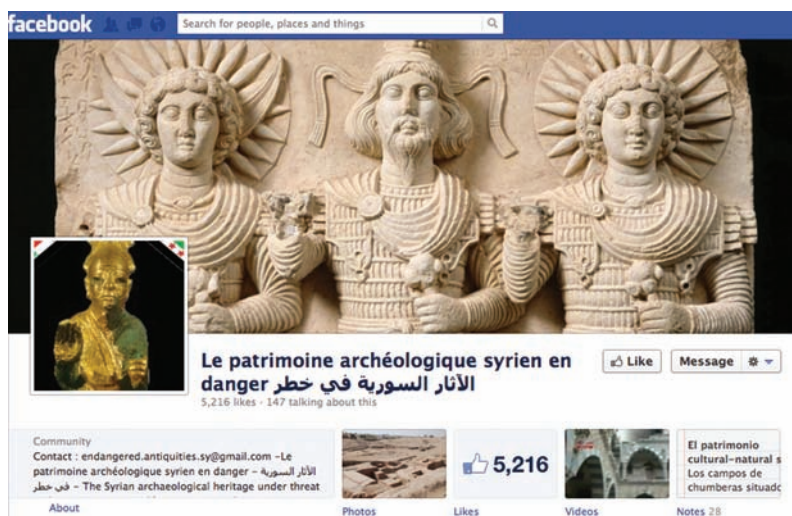 facebook
Search for people, places and things
Le patrimoine archéologique syrien en
danger الآثار السورية في خطر
Like
Message
5,216 likes · 147 talking about this
Community
Contact : endangered.antiquities.sy@gmail.com –Le
patrimoine archéologique syrien en danger – الآثار السورية
في خطر – The Syrian archaeological heritage under threat
5,216
El patrimonio
cultural-natural s
Los campos de
chumberas situado
About
Photos
Likes
Videos
Notes 28